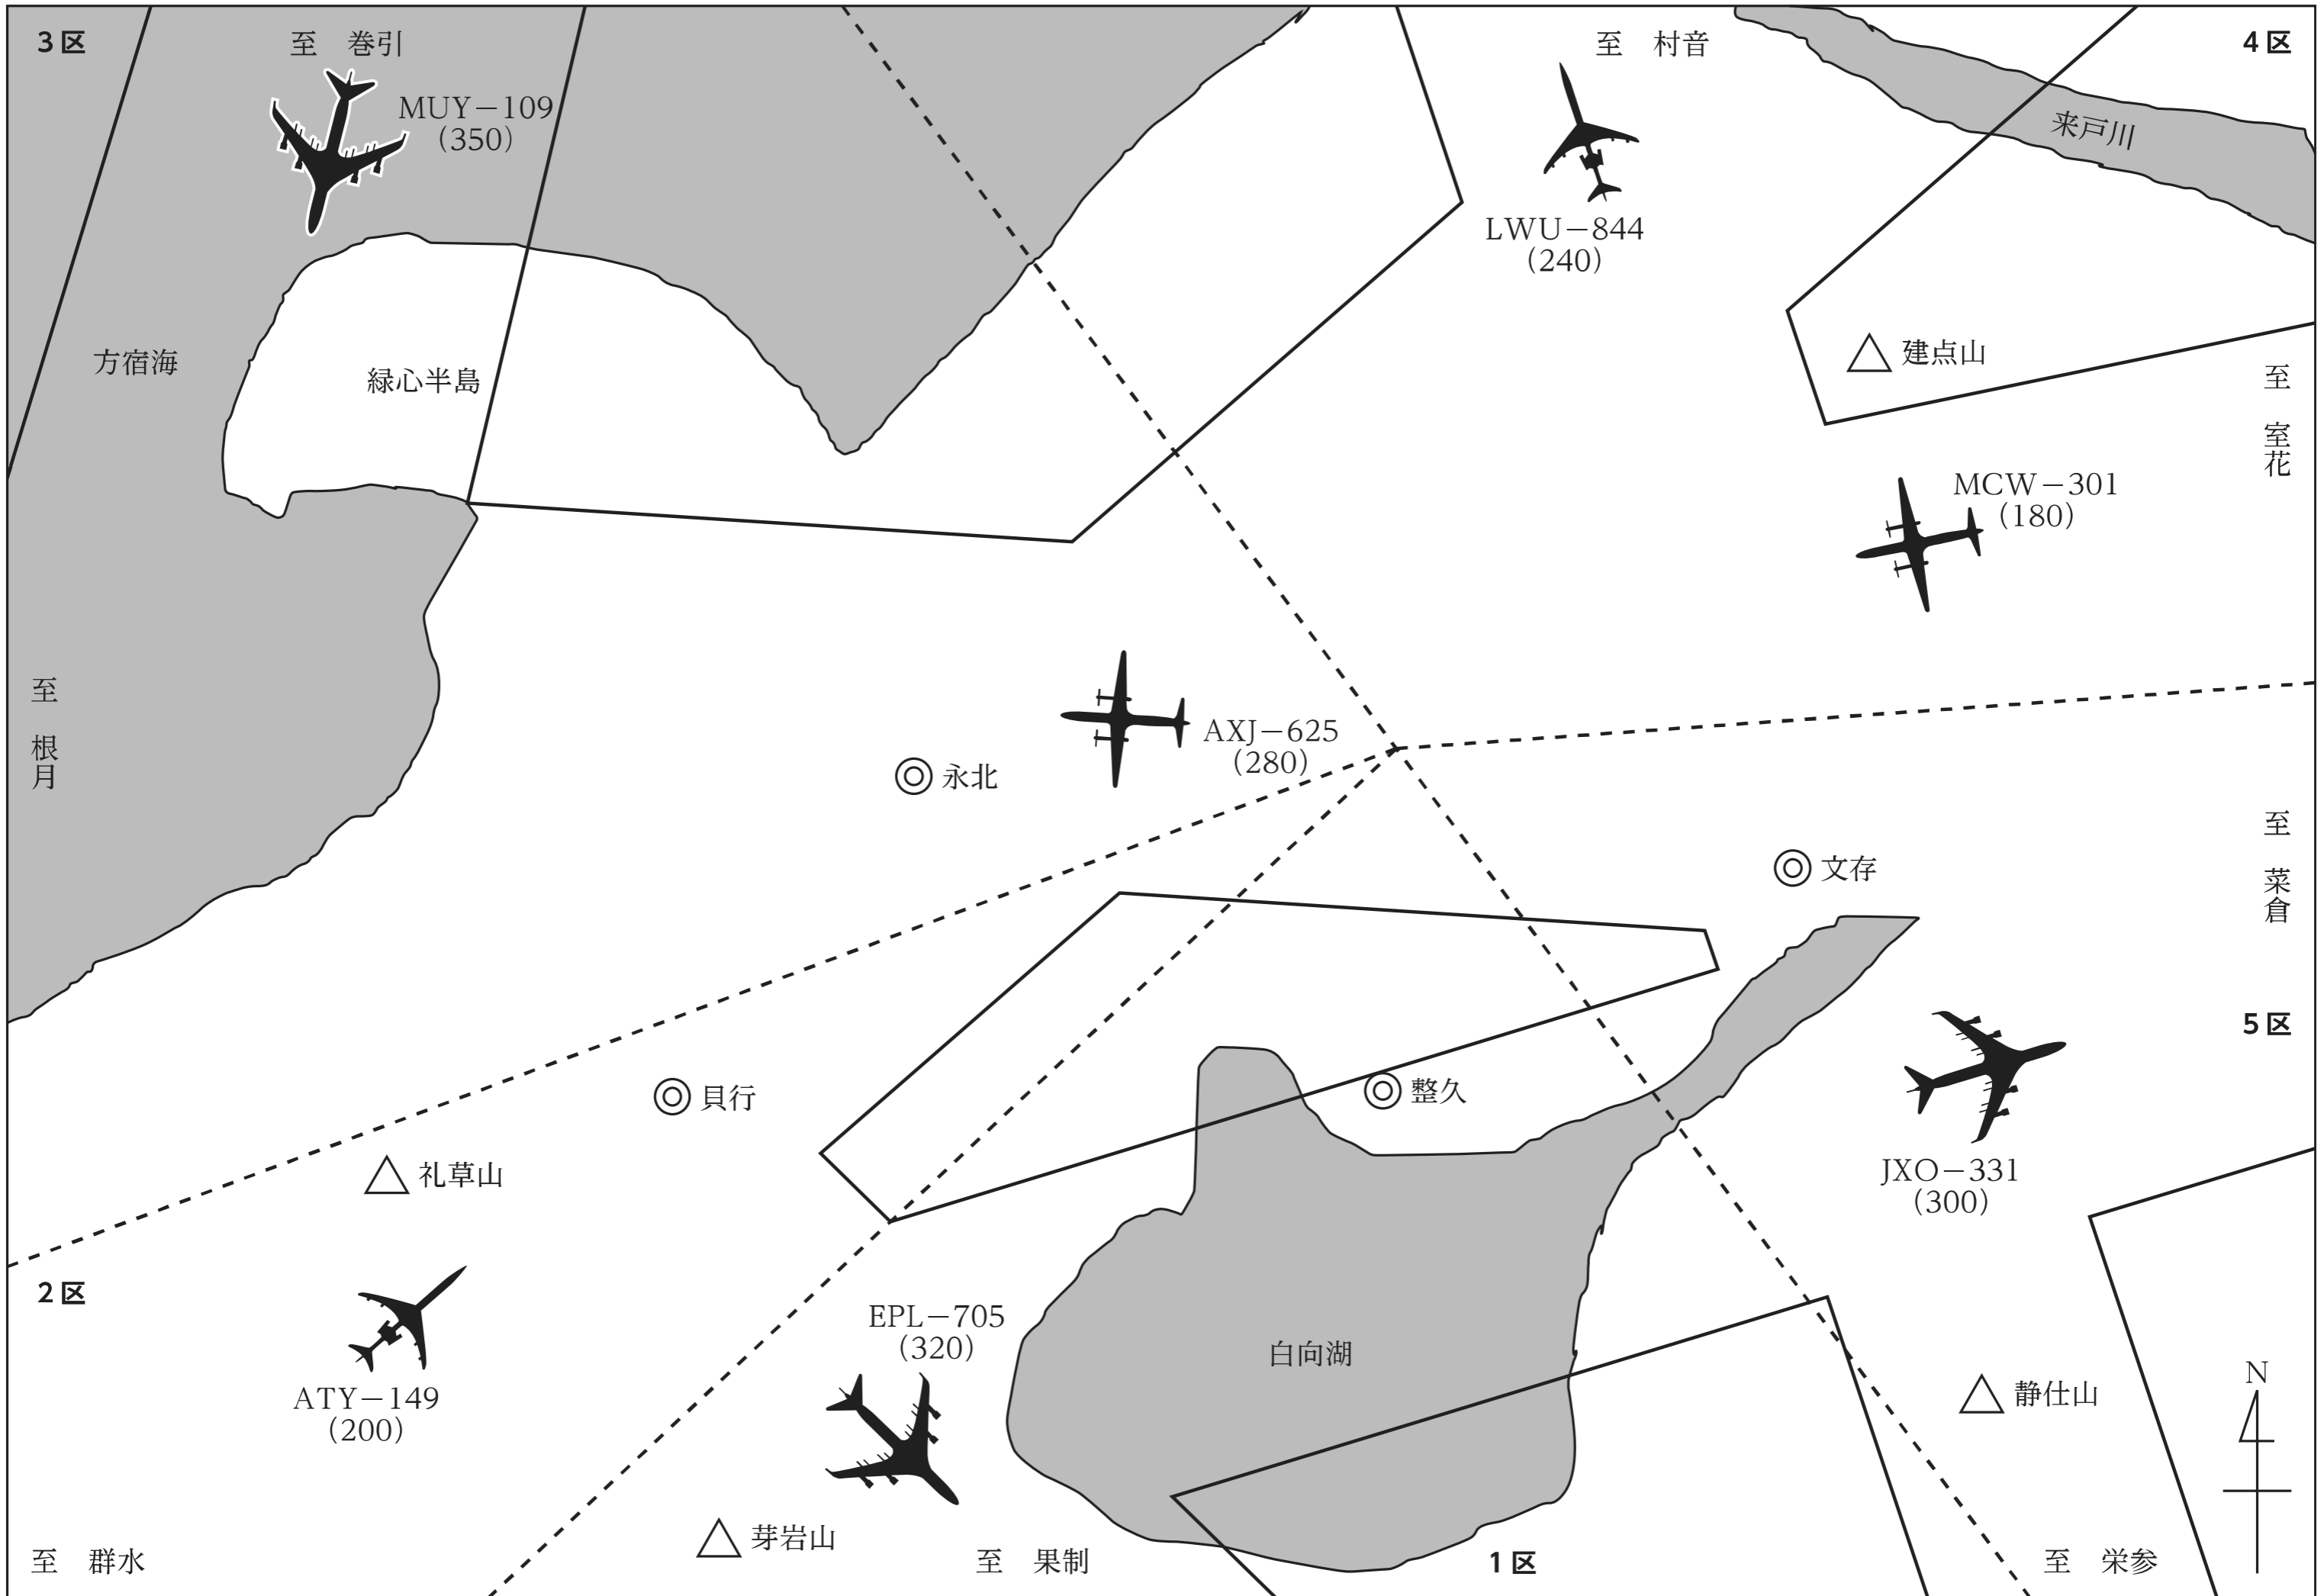 3区
至　巻引
至　村音
4区
MUY−109
(350)
来戸川
LWU−844
(240)
方宿海
緑心半島
建点山
至　室花
MCW−301
(180)
至　根月
AXJ−625
(280)
永北
至　菜倉
文存
5区
貝行
整久
礼草山
JXO−331
(300)
2区
EPL−705
(320)
白向湖
N
ATY−149
(200)
静仕山
芽岩山
至　群水
至　果制
1区
至　栄参